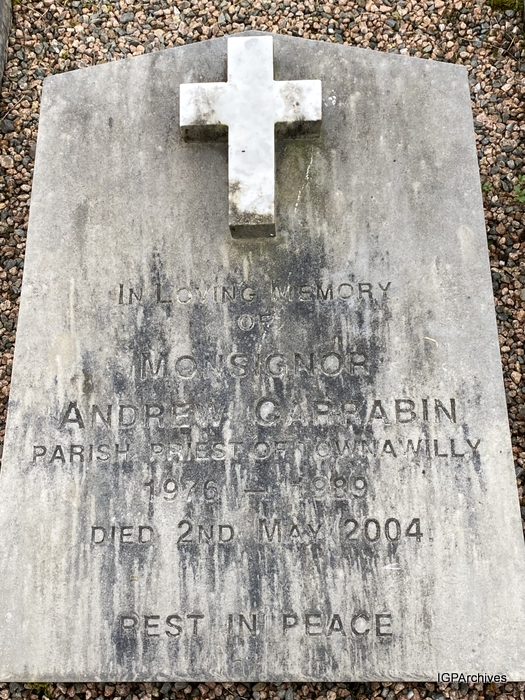 IN LOVING MEMORY
OF
MONSIGNOR
ANDREW CARRABIN
PARISH PRIEST OF TOWNAWILLY
1976 — 1989
DIED 2ND MAY 2004
REST IN PEACE
IGPArchives